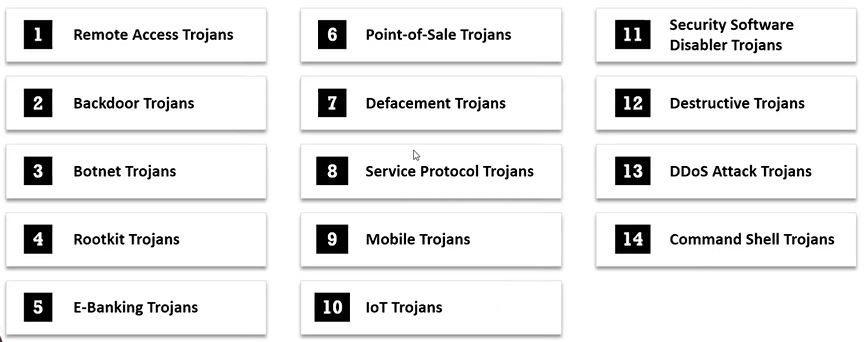 1 Remote Access Trojans
2 Backdoor Trojans
3 Botnet Trojans
4 Rootkit Trojans
5 E-Banking Trojans
6 Point-of-Sale Trojans
7 Defacement Trojans
8 Service Protocol Trojans
9 Mobile Trojans
10 IoT Trojans
11 Security Software
Disabler Trojans
12 Destructive Trojans
13 DDoS Attack Trojans
14 Command Shell Trojans